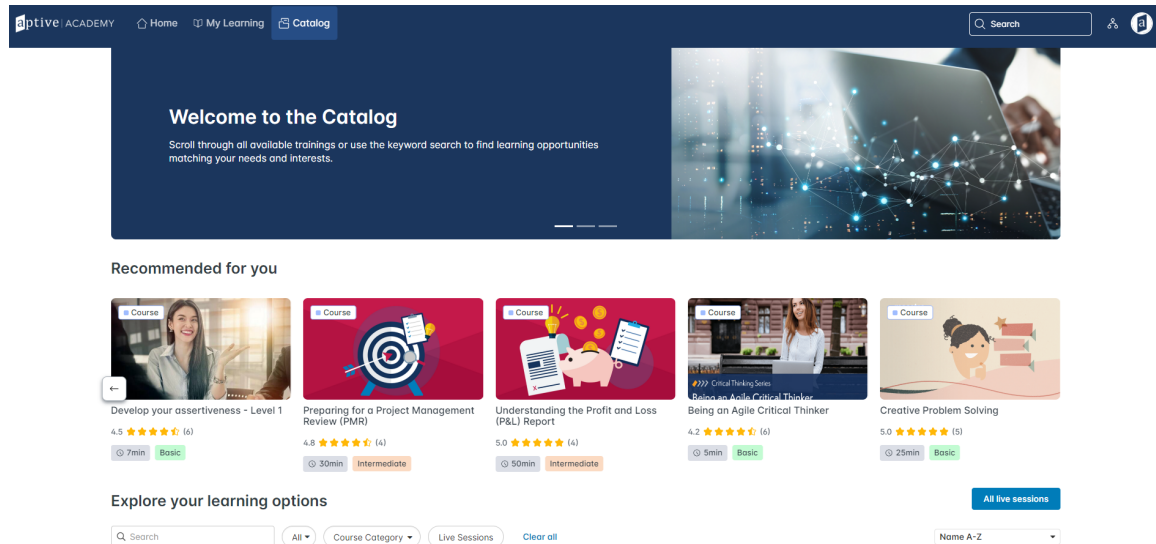 aptive ACADEMY
Home
My Learning
Catalog
Search
a
Welcome to the Catalog
Scroll through all available trainings or use the keyword search to find learning opportunities
matching your needs and interests.
Recommended for you
Course
Develop your assertiveness - Level 1
4.5 (6)
7min Basic
Course
Preparing for a Project Management
Review (PMR)
4.8 (4)
30min Intermediate
Course
Understanding the Profit and Loss
(P&L) Report
5.0 (4)
50min Intermediate
Course
Critical Thinking Series
Being an Agile Critical Thinker
Being an Agile Critical Thinker
4.2 (6)
5min Basic
Course
Creative Problem Solving
5.0 (5)
25min Basic
Explore your learning options
All live sessions
Search
All
Course Category
Live Sessions
Clear all
Name A-Z